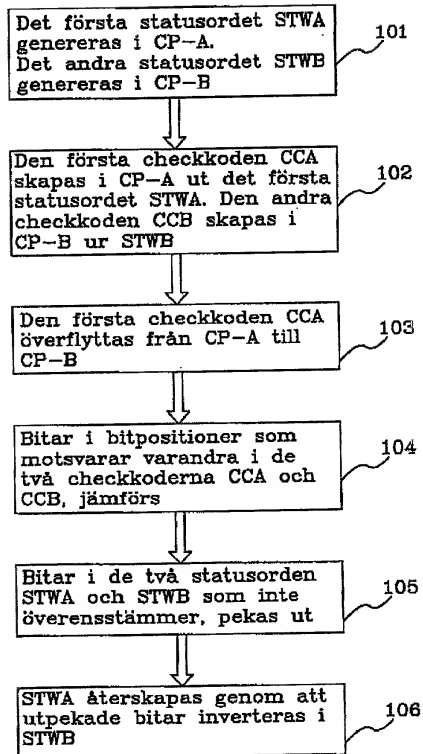 Det första statusordet STWA
genereras i CP-A.
Det andra statusordet STWB
genereras i CP-B
101
Den första checkkoden CCA
skapas i CP-A ut det första
statusordet STWA. Den andra
checkkoden CCB skapas i
CP-B ur STWB
102
Den första checkkoden CCA
överflyttas från CP-A till
CP-B
103
Bitar i bitpositioner som
motsvarar varandra i de
två checkkoderna CCA och
CCB, jämförs
104
Bitar i de två statusorden
STWA och STWB som inte
överensstämmer, pekas ut
105
STWA återskapas genom att
utpekade bitar inverteras i
STWB
106